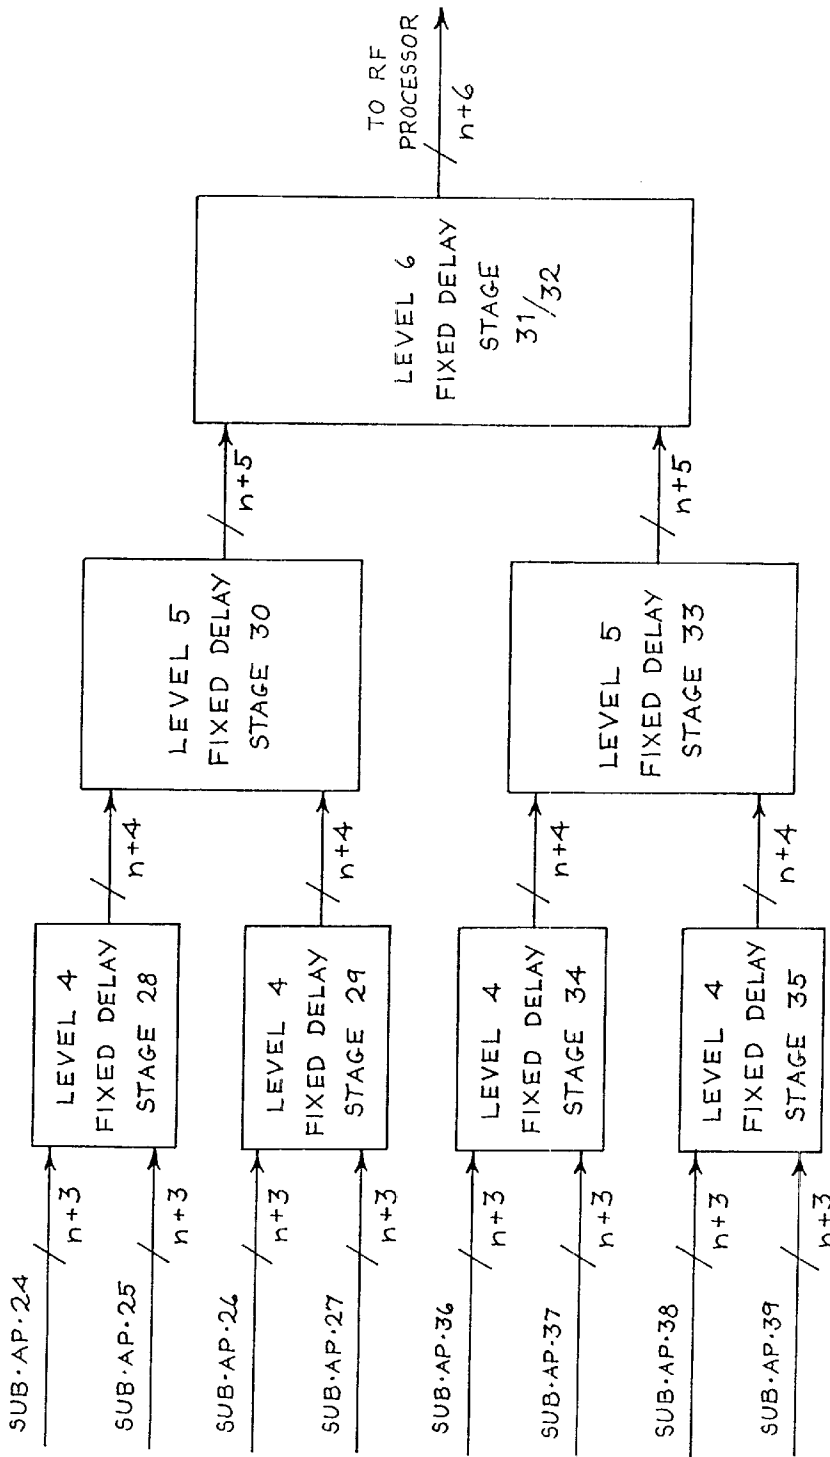 SUB·AP·24
n+3
SUB·AP·25
n+3
LEVEL 4
FIXED DELAY
STAGE 28
n+4
SUB·AP·26
n+3
SUB·AP·27
n+3
LEVEL 4
FIXED DELAY
STAGE 29
n+4
LEVEL 5
FIXED DELAY
STAGE 30
n+5
SUB·AP·36
n+3
SUB·AP·37
n+3
LEVEL 4
FIXED DELAY
STAGE 34
n+4
SUB·AP·38
n+3
SUB·AP·39
n+3
LEVEL 4
FIXED DELAY
STAGE 35
n+4
LEVEL 5
FIXED DELAY
STAGE 33
n+5
LEVEL 6
FIXED DELAY
STAGE
31/32
TO RF
PROCESSOR
n+6